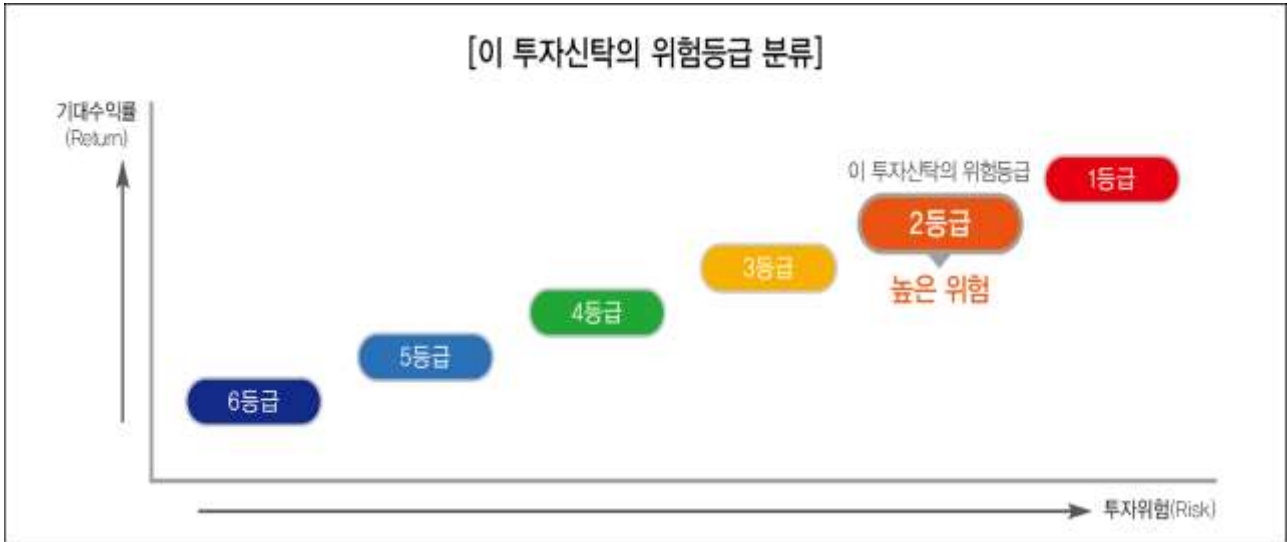 [이 투자신탁의 위험등급 분류]
기대수익률
(Return)
이 투자신탁의 위험등급
1등급
2등급
높은 위험
3등급
4등급
5등급
6등급
투자위험(Risk)